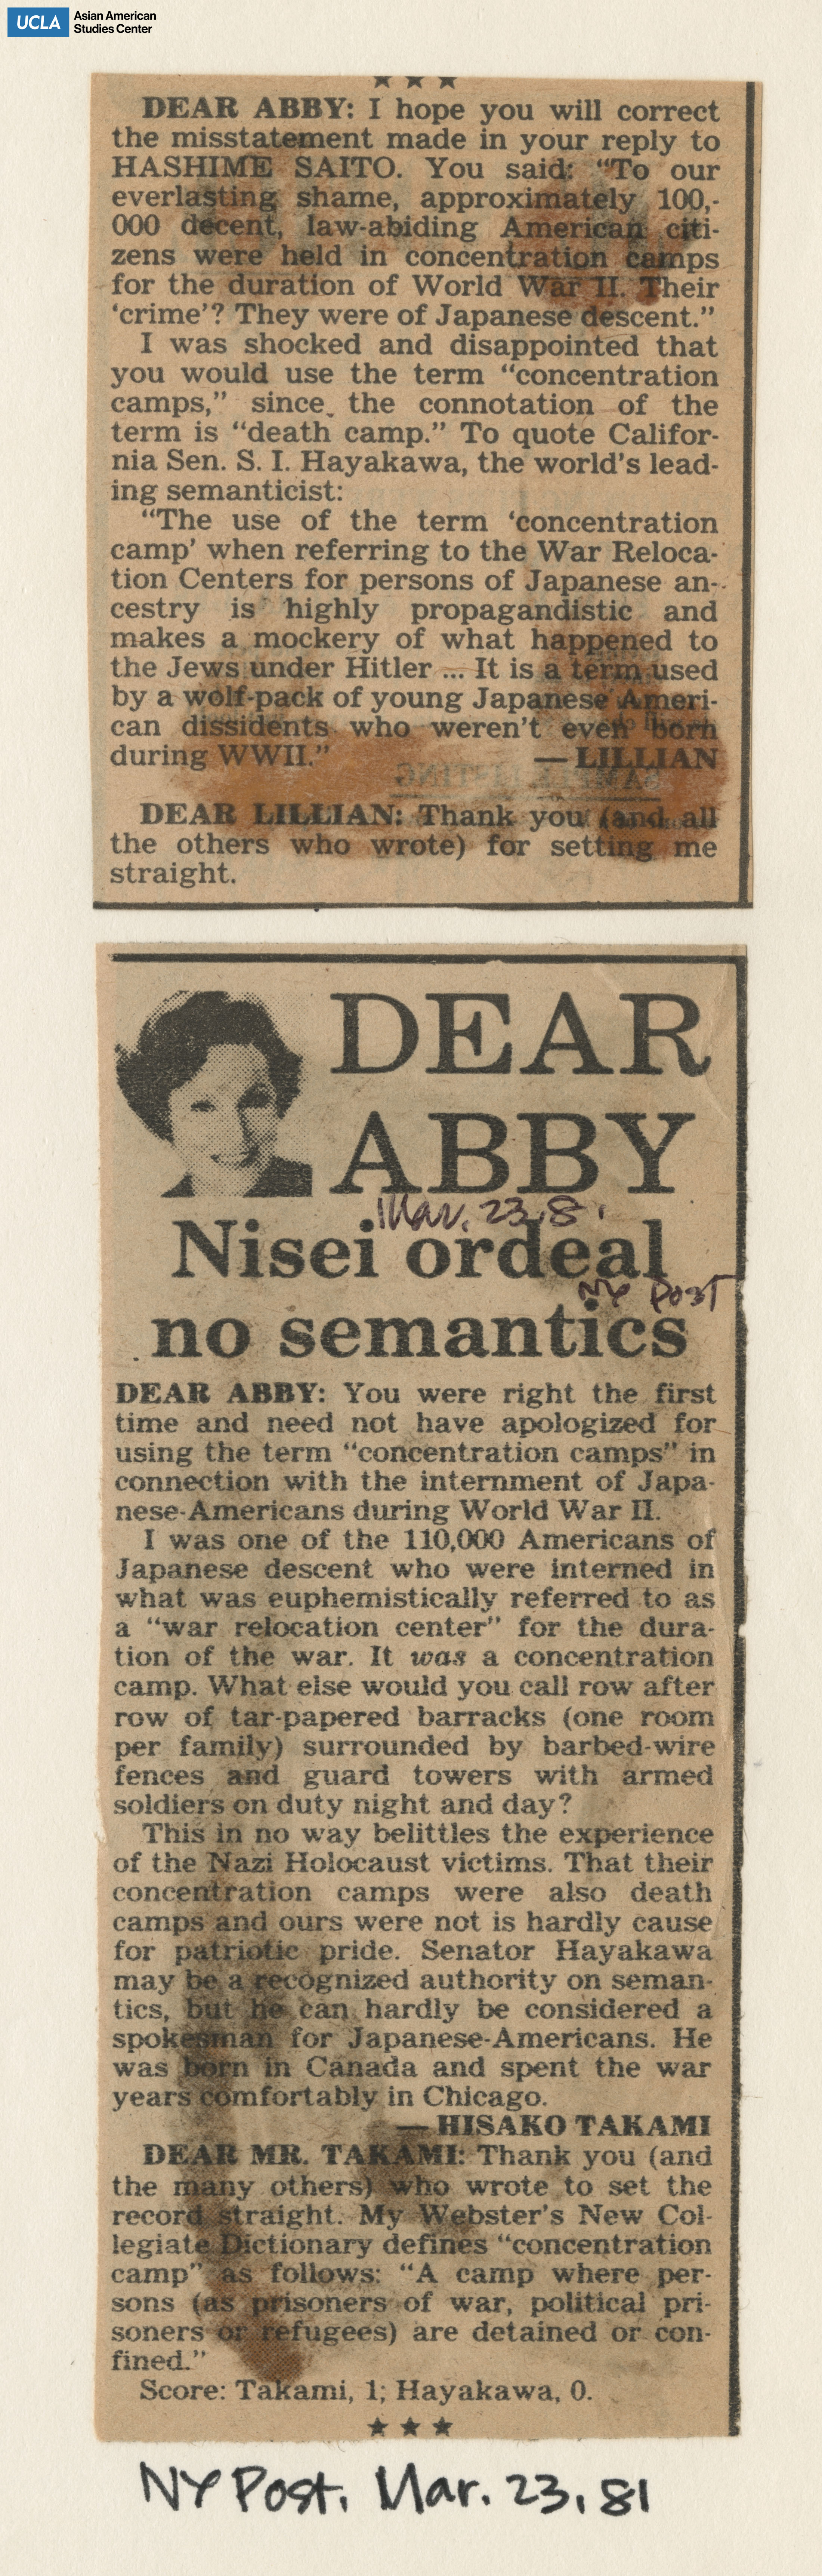 UCLA Asian American
Studies Center
★ ★ ★
DEAR ABBY: I hope you will correct
the misstatement made in your reply to
HASHIME SAITO. You said: “To our
everlasting shame, approximately 100,-
000 decent, law-abiding American citi-
zens were held in concentration camps
for the duration of World War II. Their
‘crime’? They were of Japanese descent.”
I was shocked and disappointed that
you would use the term “concentration
camps,” since the connotation of the
term is “death camp.” To quote Califor-
nia Sen. S. I. Hayakawa, the world's lead-
ing semanticist:
“The use of the term ‘concentration
camp’ when referring to the War Reloca-
tion Centers for persons of Japanese an-
cestry is highly propagandistic and
makes a mockery of what happened to
the Jews under Hitler ... It is a term used
by a wolf-pack of young Japanese Ameri-
can dissidents who weren't even born
during WWII.” — LILLIAN
DEAR LILLIAN: Thank you (and all
the others who wrote) for setting me
straight.
DEAR
ABBY
Mar. 23, 8
Nisei ordeal
NY Post
no semantics
DEAR ABBY: You were right the first
time and need not have apologized for
using the term “concentration camps” in
connection with the internment of Japa-
nese-Americans during World War II.
I was one of the 110,000 Americans of
Japanese descent who were interned in
what was euphemistically referred to as
a “war relocation center” for the dura-
tion of the war. It was a concentration
camp. What else would you call row after
row of tar-papered barracks (one room
per family) surrounded by barbed-wire
fences and guard towers with armed
soldiers on duty night and day?
This in no way belittles the experience
of the Nazi Holocaust victims. That their
concentration camps were also death
camps and ours were not is hardly cause
for patriotic pride. Senator Hayakawa
may be a recognized authority on seman-
tics, but he can hardly be considered a
spokesman for Japanese-Americans. He
was born in Canada and spent the war
years comfortably in Chicago.
— HISAKO TAKAMI
DEAR MR. TAKAMI: Thank you (and
the many others) who wrote to set the
record straight. My Webster's New Col-
legiate Dictionary defines “concentration
camp” as follows: “A camp where per-
sons (as prisoners of war, political pri-
soners or refugees) are detained or con-
fined.”
Score: Takami, 1; Hayakawa, 0.
★ ★ ★
NY Post, Mar. 23, 81